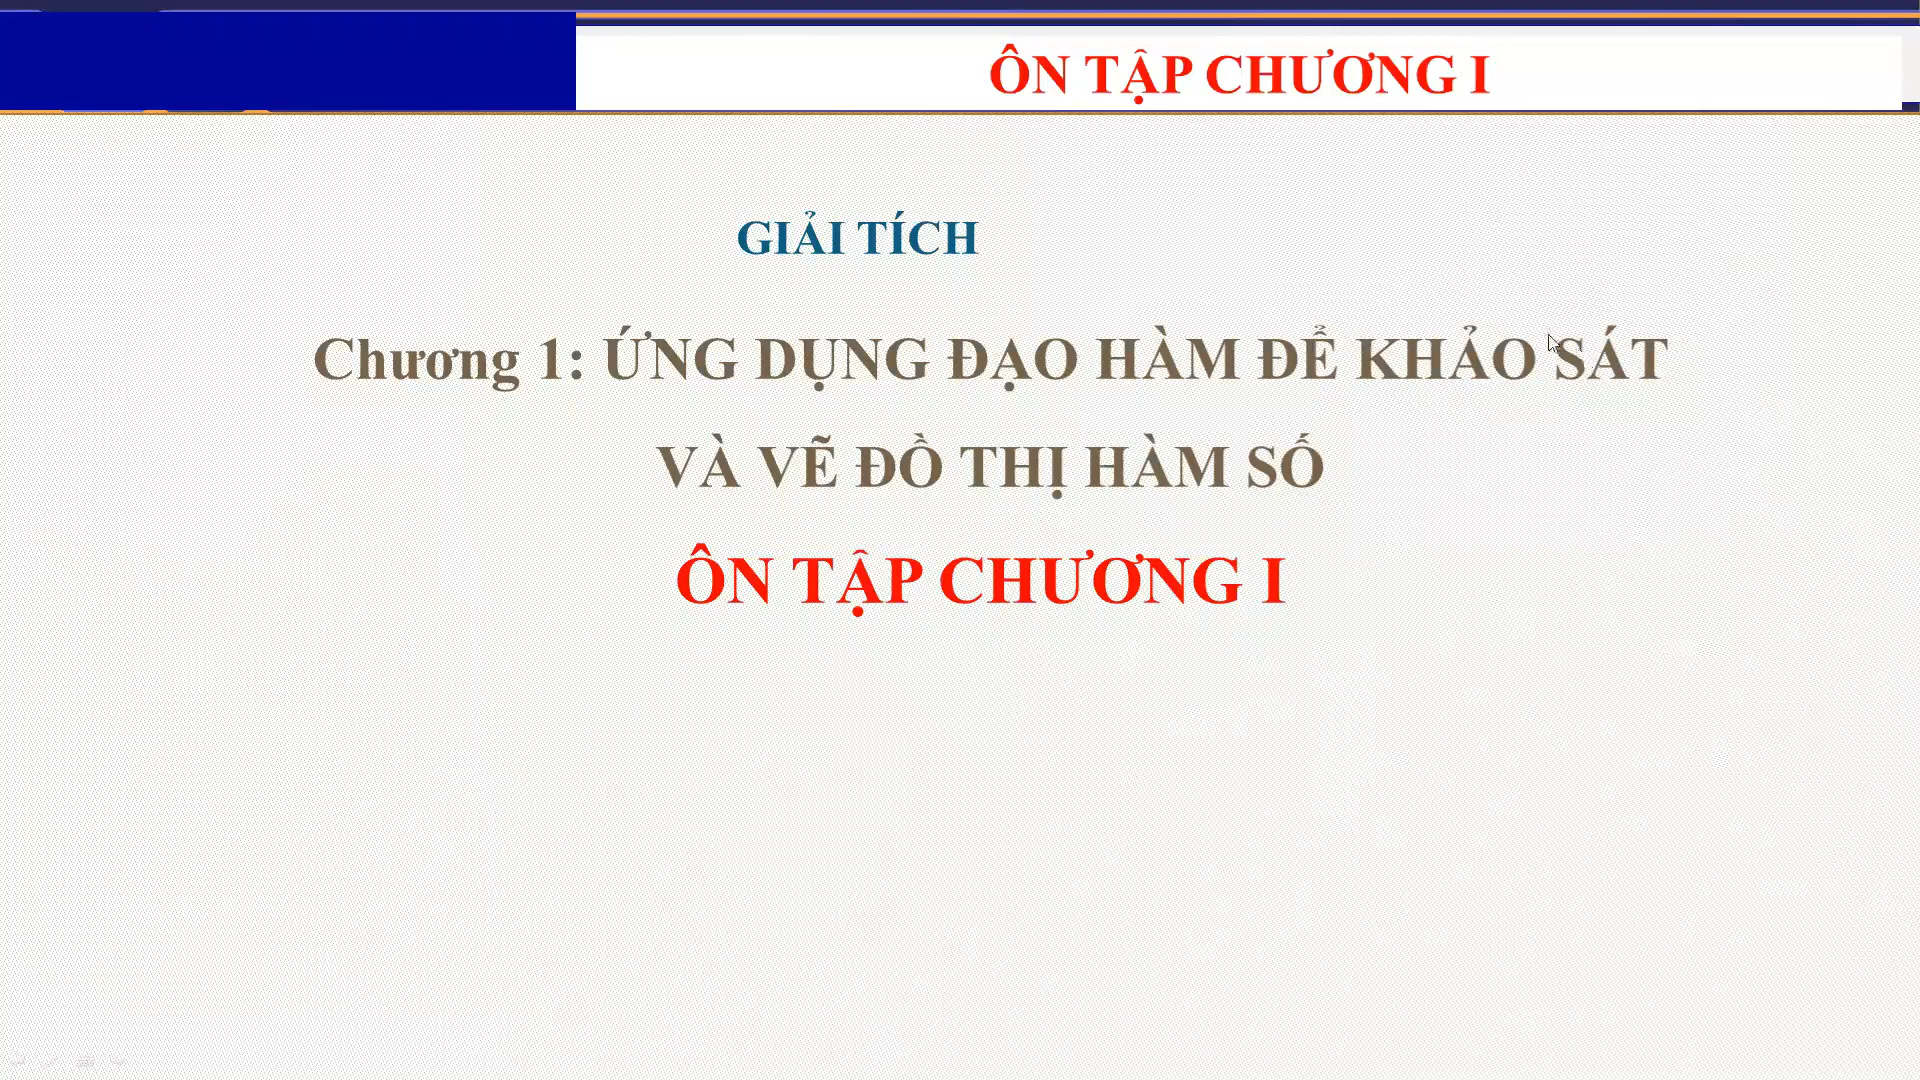 ÔN TẬP CHƯƠNG I
GIẢI TÍCH
Chương 1: ỨNG DỤNG ĐẠO HÀM ĐỂ KHẢO SÁT
VÀ VẼ ĐỒ THỊ HÀM SỐ
ÔN TẬP CHƯƠNG I